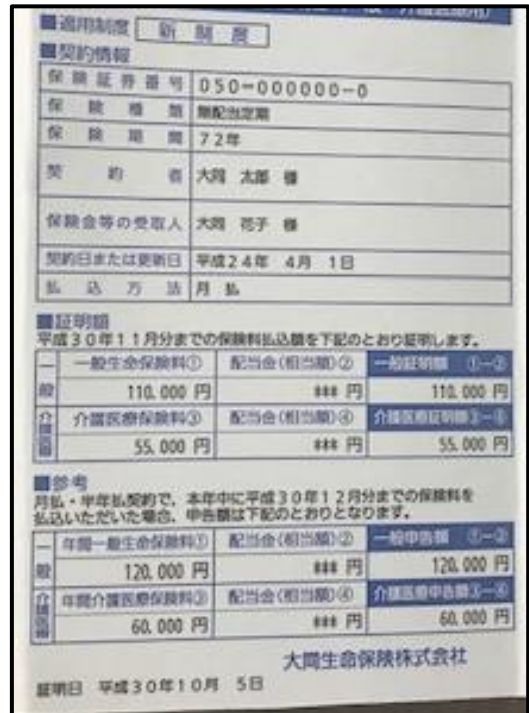 ■適用制度 新制度
■契約情報
保険証券番号 050-000000-0
保険種類 無配当定期
保険期間 72年
契約者 大岡 太郎 様
保険金等の受取人 大岡 花子 様
契約日または更新日 平成24年 4月 1日
払込方法 月払
■証明額
平成30年11月分までの保険料払込額を下記のとおり証明します。
一般 一般生命保険料① 配当金(相当額)② 一般証明額 ①-②
110,000 円 *** 円 110,000 円
介護医療 介護医療保険料③ 配当金(相当額)④ 介護医療証明額③-④
55,000 円 *** 円 55,000 円
■参考
月払・半年払契約で、本年中に平成30年12月分までの保険料を
払込いただいた場合、申告額は下記のとおりとなります。
一般 年間一般生命保険料① 配当金(相当額)② 一般申告額 ①-②
120,000 円 *** 円 120,000 円
介護医療 年間介護医療保険料③ 配当金(相当額)④ 介護医療申告額③-④
60,000 円 *** 円 60,000 円
大同生命保険株式会社
証明日 平成30年10月 5日